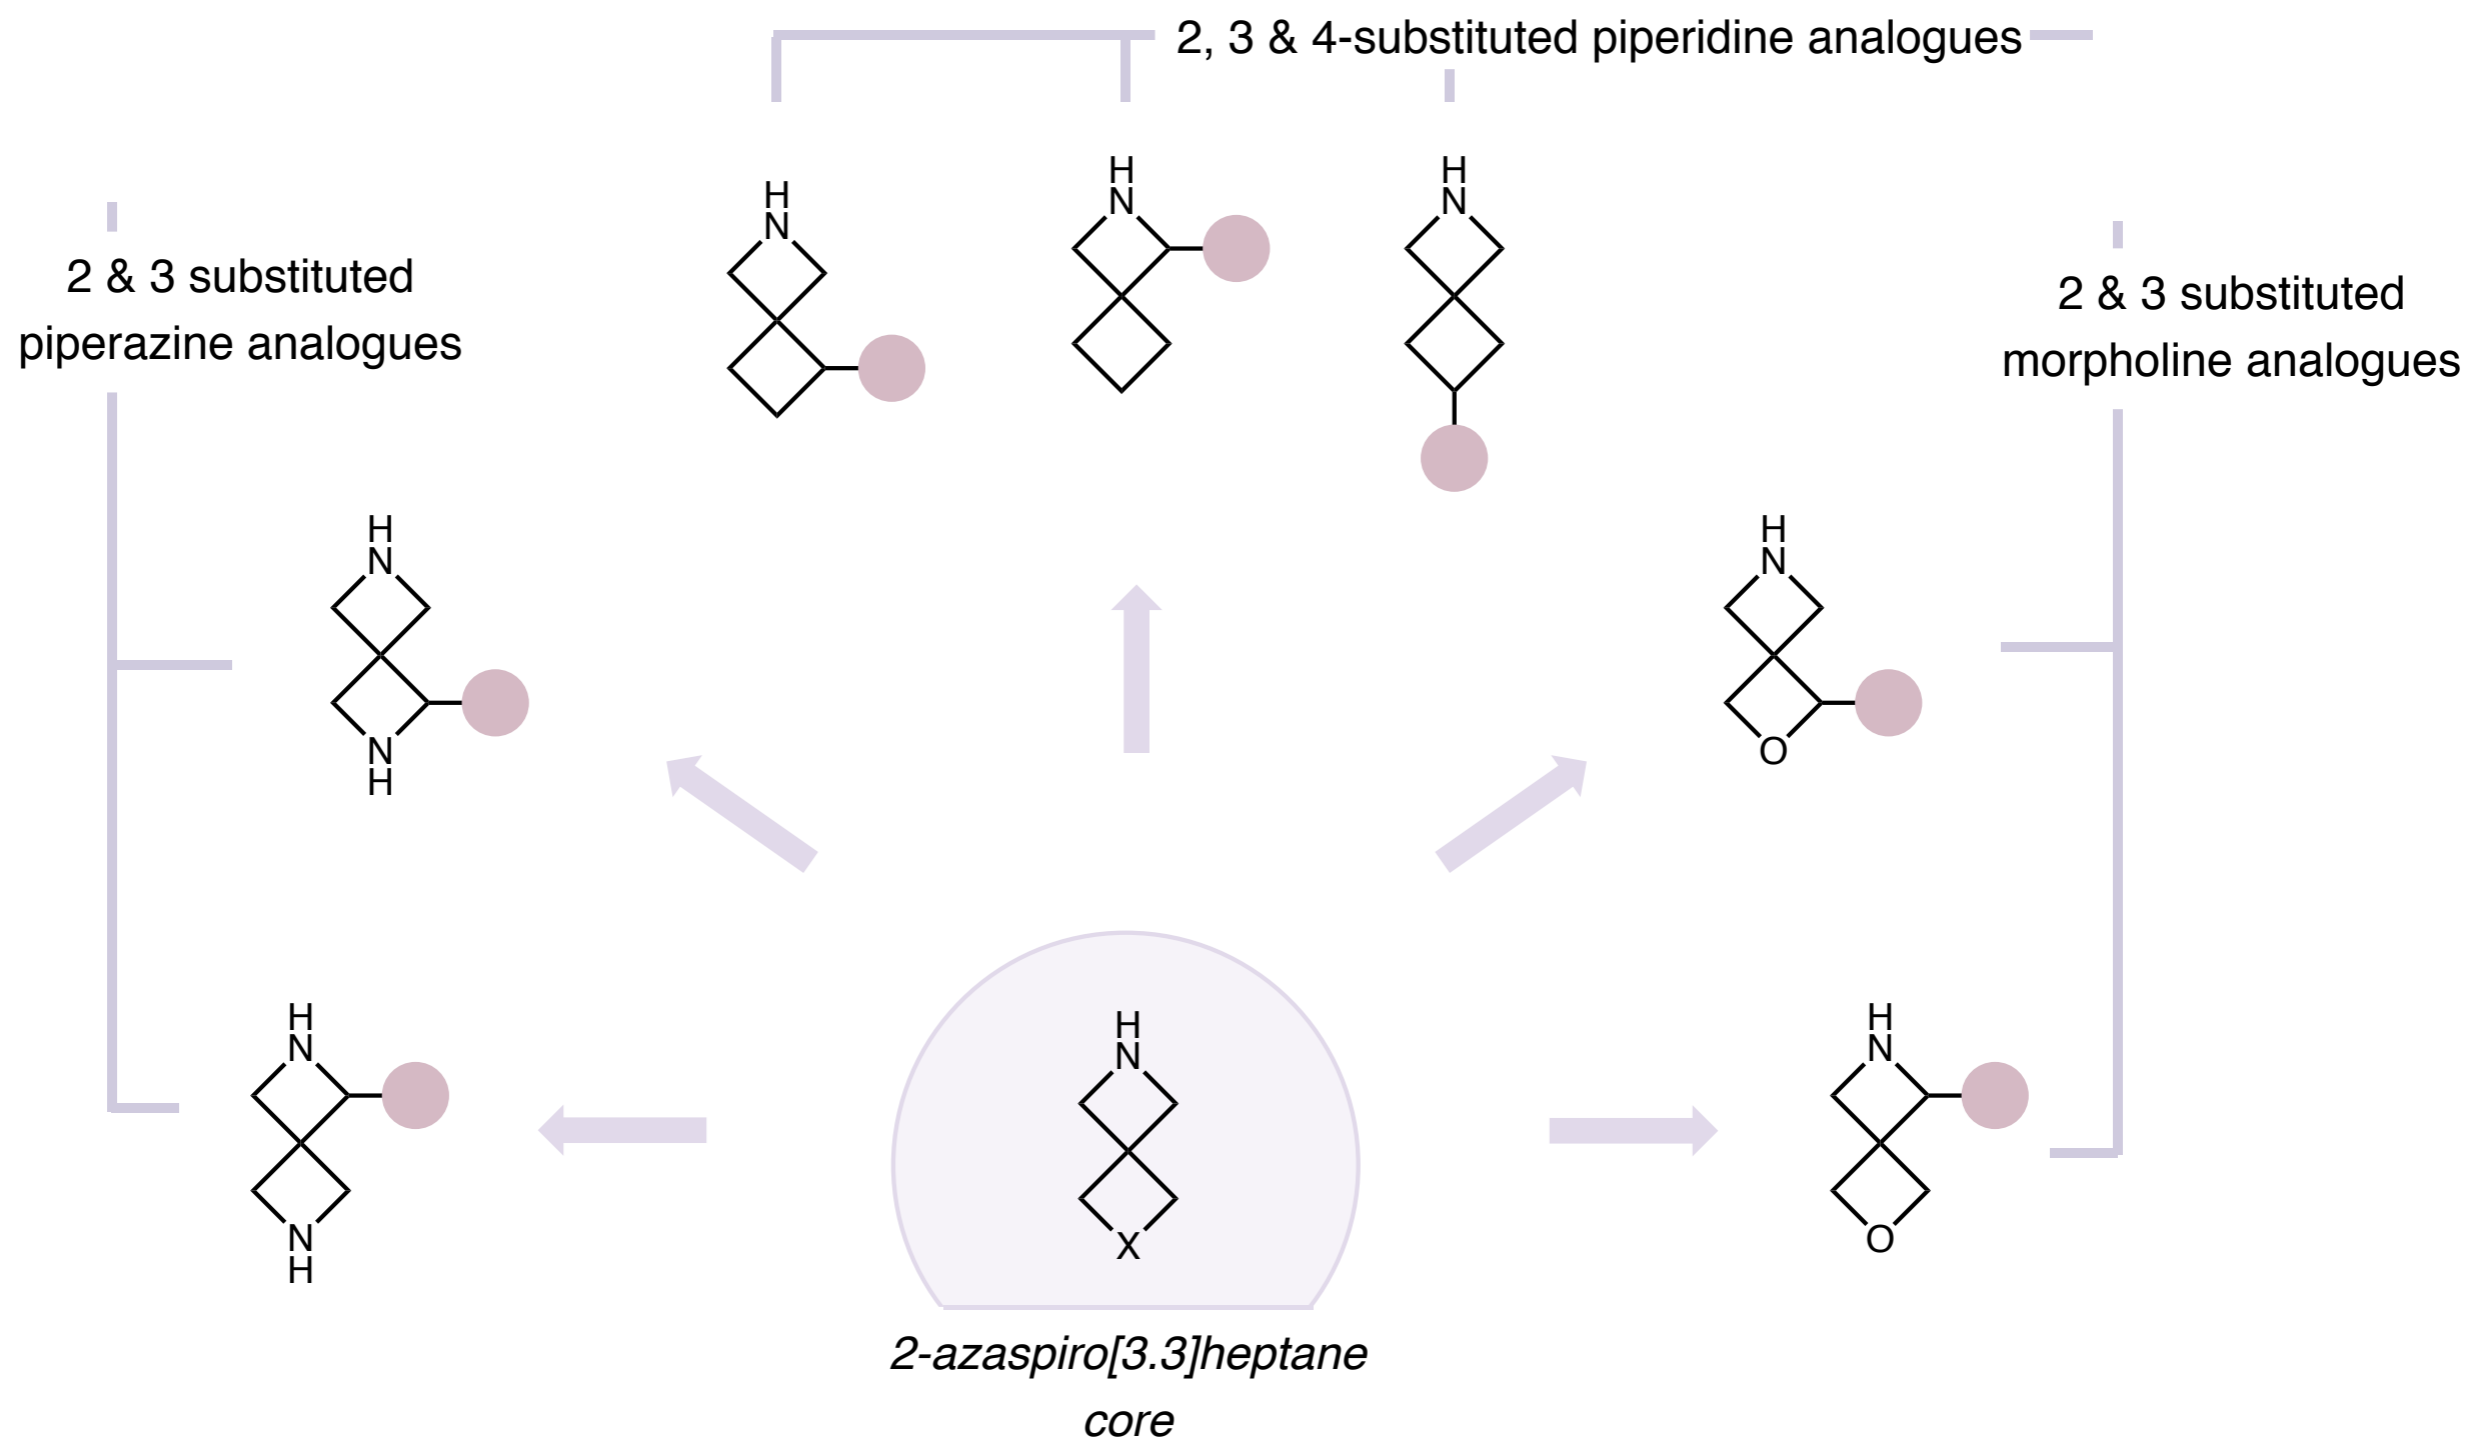 2, 3 & 4-substituted piperidine analogues
H
N
H
N
H
N
2 & 3 substituted
piperazine analogues
2 & 3 substituted
morpholine analogues
H
N
N
H
H
N
O
H
N
N
H
H
N
X
H
N
O
2-azaspiro[3.3]heptane
core